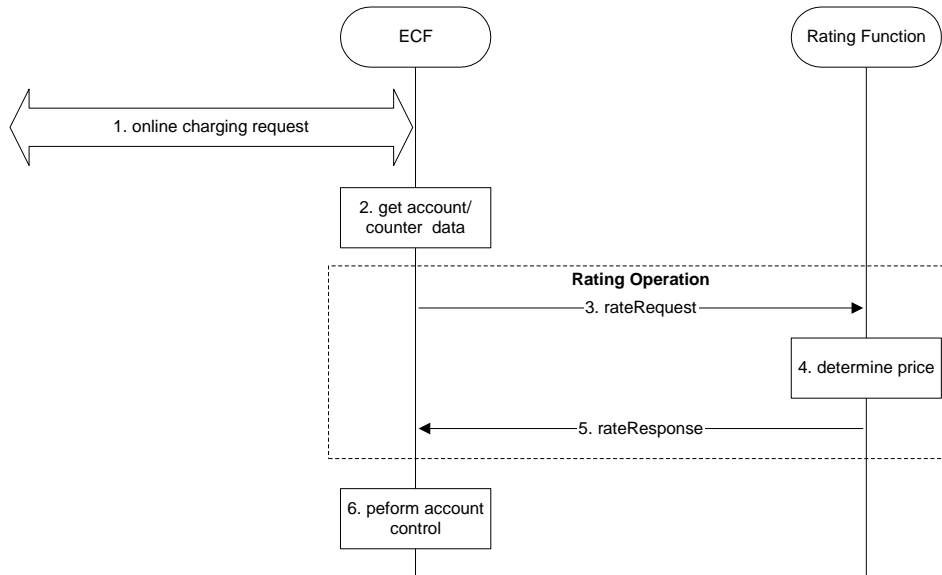 ECF
Rating Function
1. online charging request
2. get account/
counter  data
Rating Operation
3. rateRequest
4. determine price
5. rateResponse
6. peform account
control